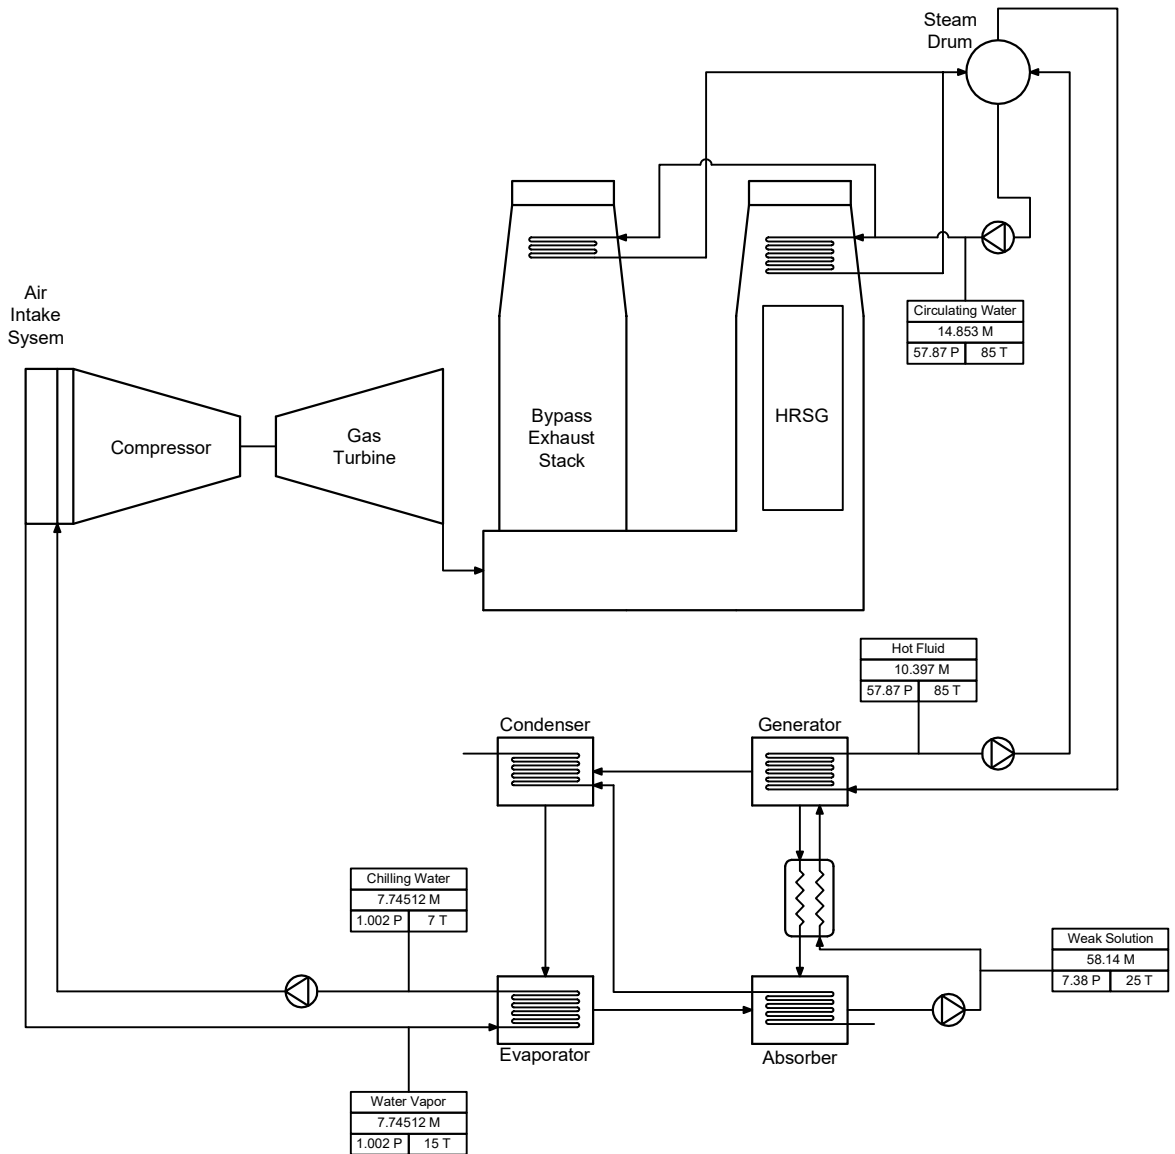 Steam
Drum
Air
Intake
Sysem
Circulating Water
14.853 M
57.87 P 85 T
Compressor
Gas
Turbine
Bypass
Exhaust
Stack
HRSG
Hot Fluid
10.397 M
57.87 P 85 T
Condenser
Generator
Chilling Water
7.74512 M
1.002 P 7 T
Weak Solution
58.14 M
7.38 P 25 T
Evaporator
Absorber
Water Vapor
7.74512 M
1.002 P 15 T